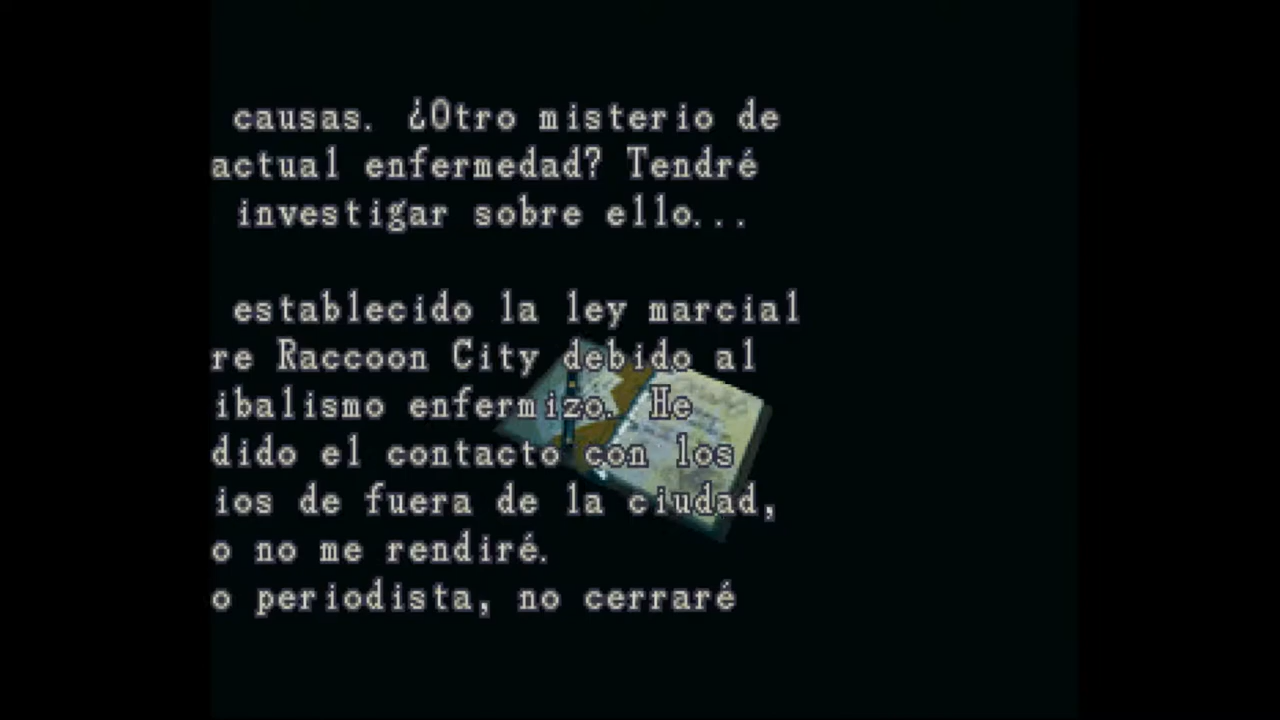 causas. ¿Otro misterio de
actual enfermedad? Tendré
investigar sobre ello...
establecido la ley marcial
re Raccoon City debido al
ibalismo enfermizo. He
dido el contacto con los
ios de fuera de la ciudad,
o no me rendiré.
o periodista, no cerraré